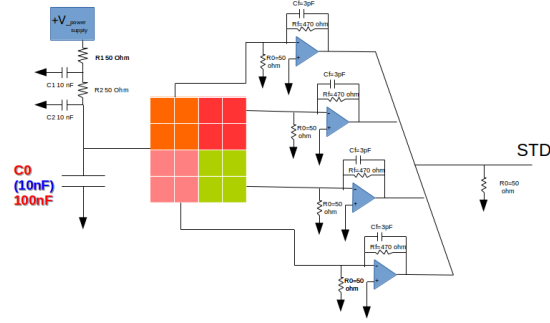 +V_power
supply
R1 50 Ohm
C1 10 nF
R2 50 Ohm
C2 10 nF
C0
(10nF)
100nF
Cf=3pF
Rf=470 ohm
R0=50
ohm
Cf=3pF
Rf=470 ohm
R0=50
ohm
Cf=3pF
Rf=470 ohm
R0=50
ohm
Cf=3pF
Rf=470 ohm
R0=50
ohm
STD
R0=50
ohm